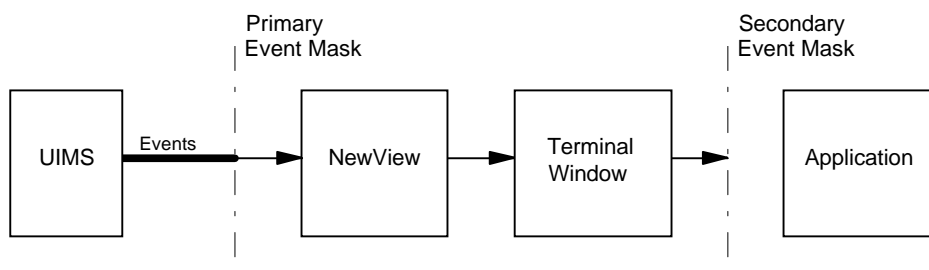 Primary
Event Mask
Secondary
Event Mask
UIMS
Events
NewView
Terminal
Window
Application